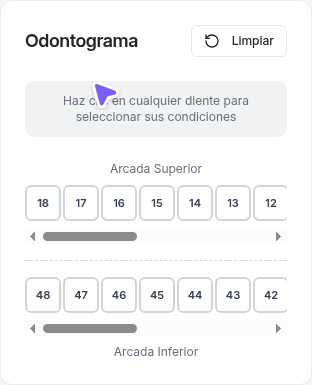 Odontograma
Limpiar
Haz en cualquier diente para
seleccionar sus condiciones
Arcada Superior
18 17 16 15 14 13 12
48 47 46 45 44 43 42
Arcada Inferior